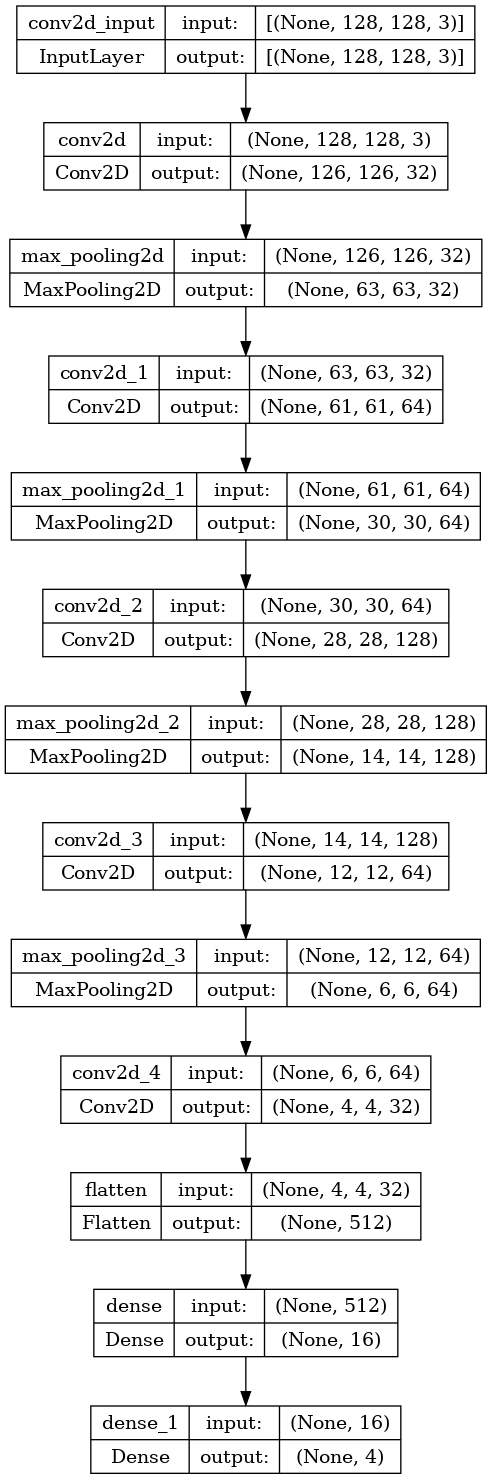 conv2d_input input: [(None, 128, 128, 3)]
InputLayer output: [(None, 128, 128, 3)]
conv2d input: (None, 128, 128, 3)
Conv2D output: (None, 126, 126, 32)
max_pooling2d input: (None, 126, 126, 32)
MaxPooling2D output: (None, 63, 63, 32)
conv2d_1 input: (None, 63, 63, 32)
Conv2D output: (None, 61, 61, 64)
max_pooling2d_1 input: (None, 61, 61, 64)
MaxPooling2D output: (None, 30, 30, 64)
conv2d_2 input: (None, 30, 30, 64)
Conv2D output: (None, 28, 28, 128)
max_pooling2d_2 input: (None, 28, 28, 128)
MaxPooling2D output: (None, 14, 14, 128)
conv2d_3 input: (None, 14, 14, 128)
Conv2D output: (None, 12, 12, 64)
max_pooling2d_3 input: (None, 12, 12, 64)
MaxPooling2D output: (None, 6, 6, 64)
conv2d_4 input: (None, 6, 6, 64)
Conv2D output: (None, 4, 4, 32)
flatten input: (None, 4, 4, 32)
Flatten output: (None, 512)
dense input: (None, 512)
Dense output: (None, 16)
dense_1 input: (None, 16)
Dense output: (None, 4)